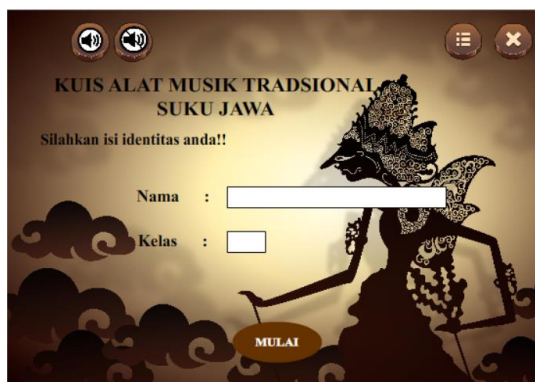 KUIS ALAT MUSIK TRADSIONAL
SUKU JAWA
Silahkan isi identitas anda!!
Nama :
Kelas :
MULAI